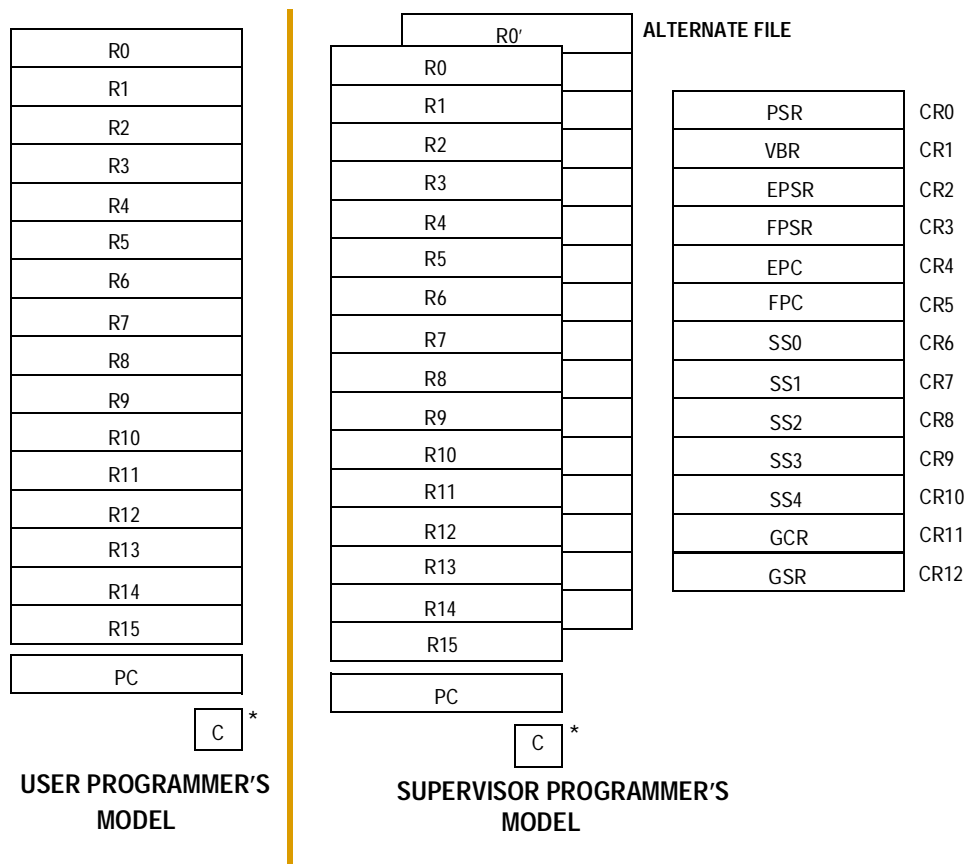 R0
R1
R2
R3
R4
R5
R6
R7
R8
R9
R10
R11
R12
R13
R14
R15
PC
C *
USER PROGRAMMER'S
MODEL
R0′
ALTERNATE FILE
R0
R1
R2
R3
R4
R5
R6
R7
R8
R9
R10
R11
R12
R13
R14
R15
PC
C *
SUPERVISOR PROGRAMMER'S
MODEL
PSR CR0
VBR CR1
EPSR CR2
FPSR CR3
EPC CR4
FPC CR5
SS0 CR6
SS1 CR7
SS2 CR8
SS3 CR9
SS4 CR10
GCR CR11
GSR CR12